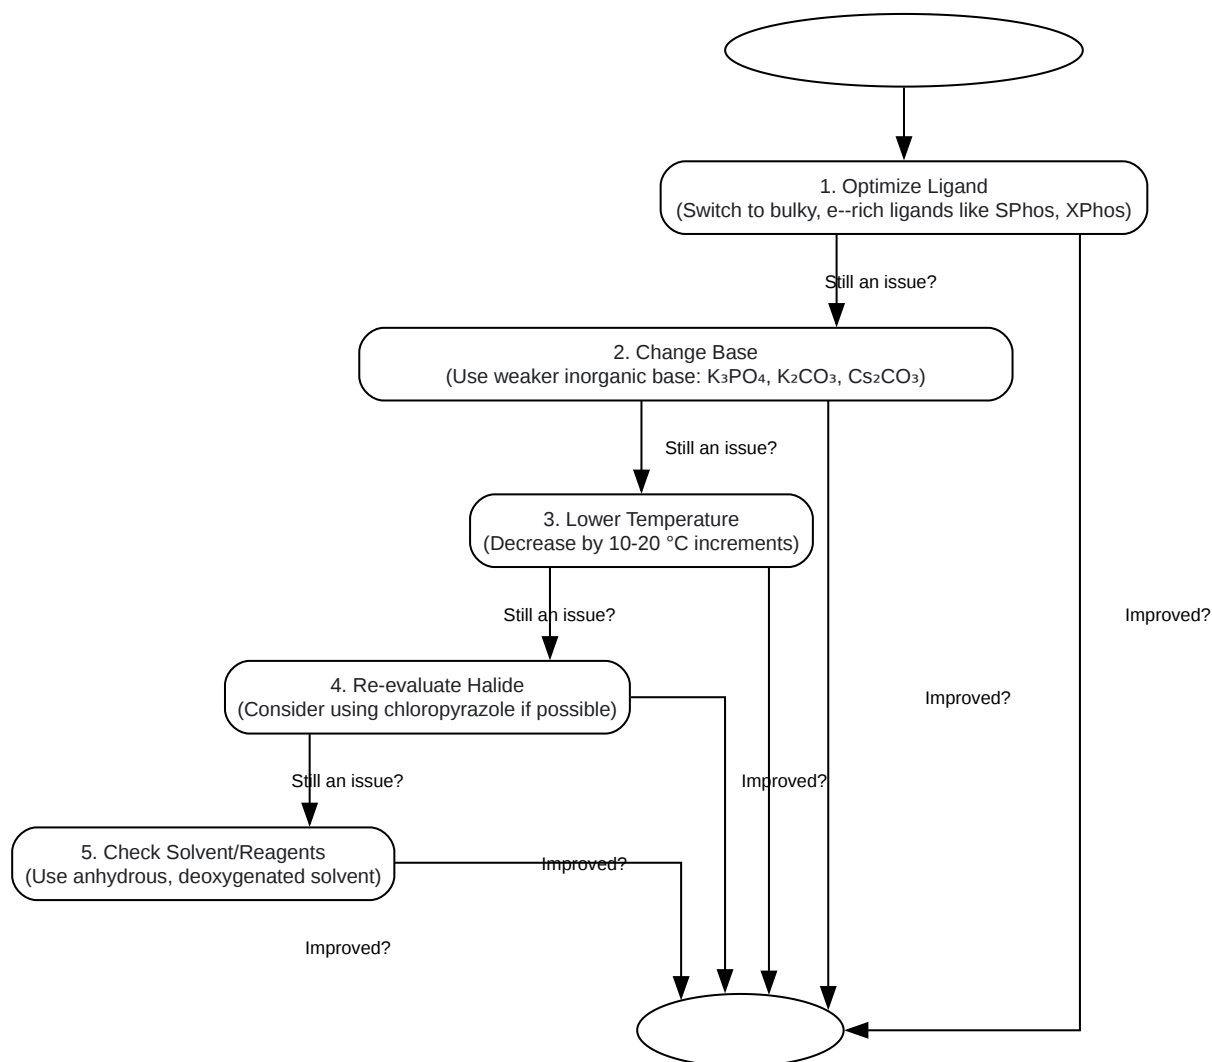 1. Optimize Ligand
(Switch to bulky, e--rich ligands like SPhos, XPhos)
Still an issue?
2. Change Base
(Use weaker inorganic base: K₃PO₄, K₂CO₃, Cs₂CO₃)
Still an issue?
3. Lower Temperature
(Decrease by 10-20 °C increments)
Still an issue?
Improved?
4. Re-evaluate Halide
(Consider using chloropyrazole if possible)
Improved?
Still an issue?
Improved?
5. Check Solvent/Reagents
(Use anhydrous, deoxygenated solvent)
Improved?
Improved?